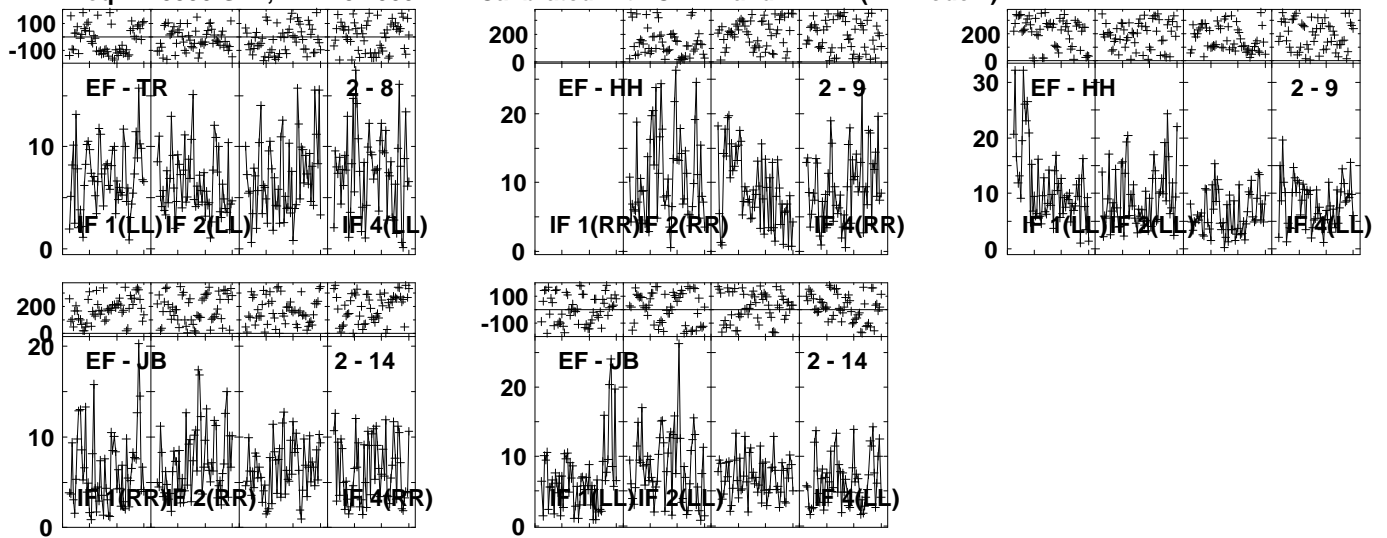 100
-100
EF - TR
2 - 8
10
0
IF 1(LL)
IF 2(LL)
IF 4(LL)
200
0
EF - HH
2 - 9
20
10
0
IF 1(RR)
IF 2(RR)
IF 4(RR)
200
0
EF - HH
2 - 9
30
20
10
0
IF 1(LL)
IF 2(LL)
IF 4(LL)
200
0
20
EF - JB
2 - 14
10
0
IF 1(RR)
IF 2(RR)
IF 4(RR)
100
-100
EF - JB
2 - 14
20
10
0
IF 1(LL)
IF 2(LL)
IF 4(LL)